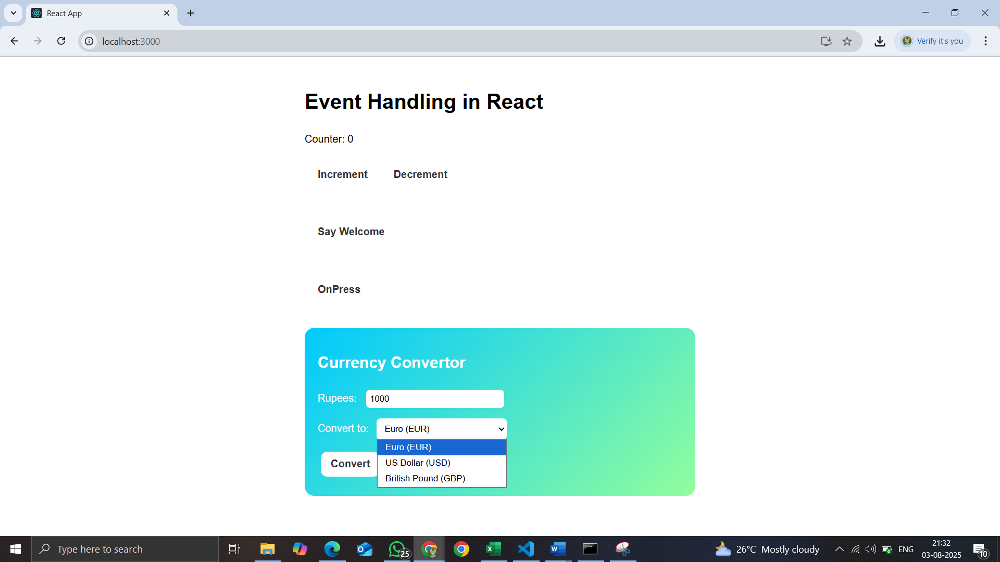 React App
localhost:3000
Verify it's you
Event Handling in React
Counter: 0
Increment Decrement
Say Welcome
OnPress
Currency Convertor
Rupees: 1000
Convert to: Euro (EUR)
Euro (EUR)
US Dollar (USD)
British Pound (GBP)
Convert
Type here to search
25
26°C Mostly cloudy
ENG
21:32
03-08-2025
10